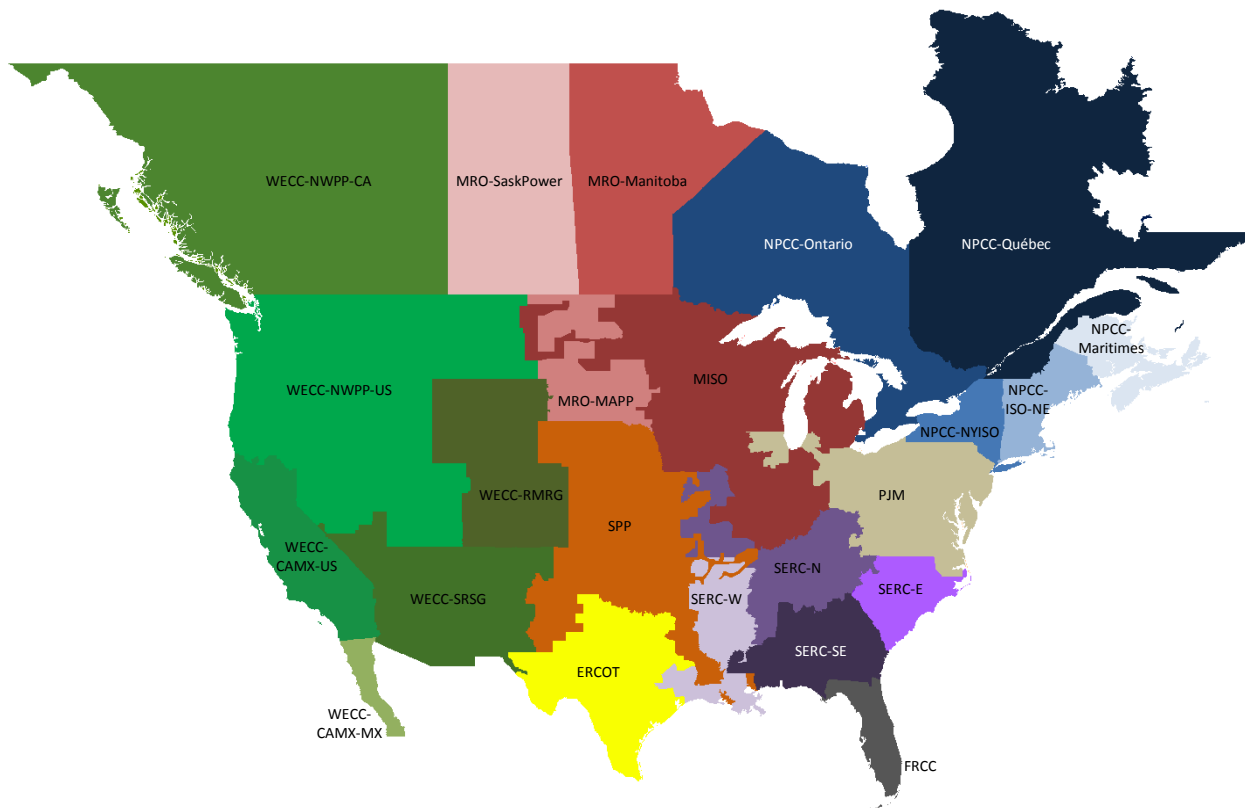 WECC-NWPP-CA
MRO-SaskPower
MRO-Manitoba
NPCC-Ontario
NPCC-Québec
NPCC-
Maritimes
WECC-NWPP-US
MRO-MAPP
MISO
NPCC-
ISO-NE
NPCC-NYISO
WECC-RMRG
SPP
PJM
WECC-
CAMX-US
WECC-SRSG
SERC-N
SERC-W
SERC-E
SERC-SE
ERCOT
WECC-
CAMX-MX
FRCC